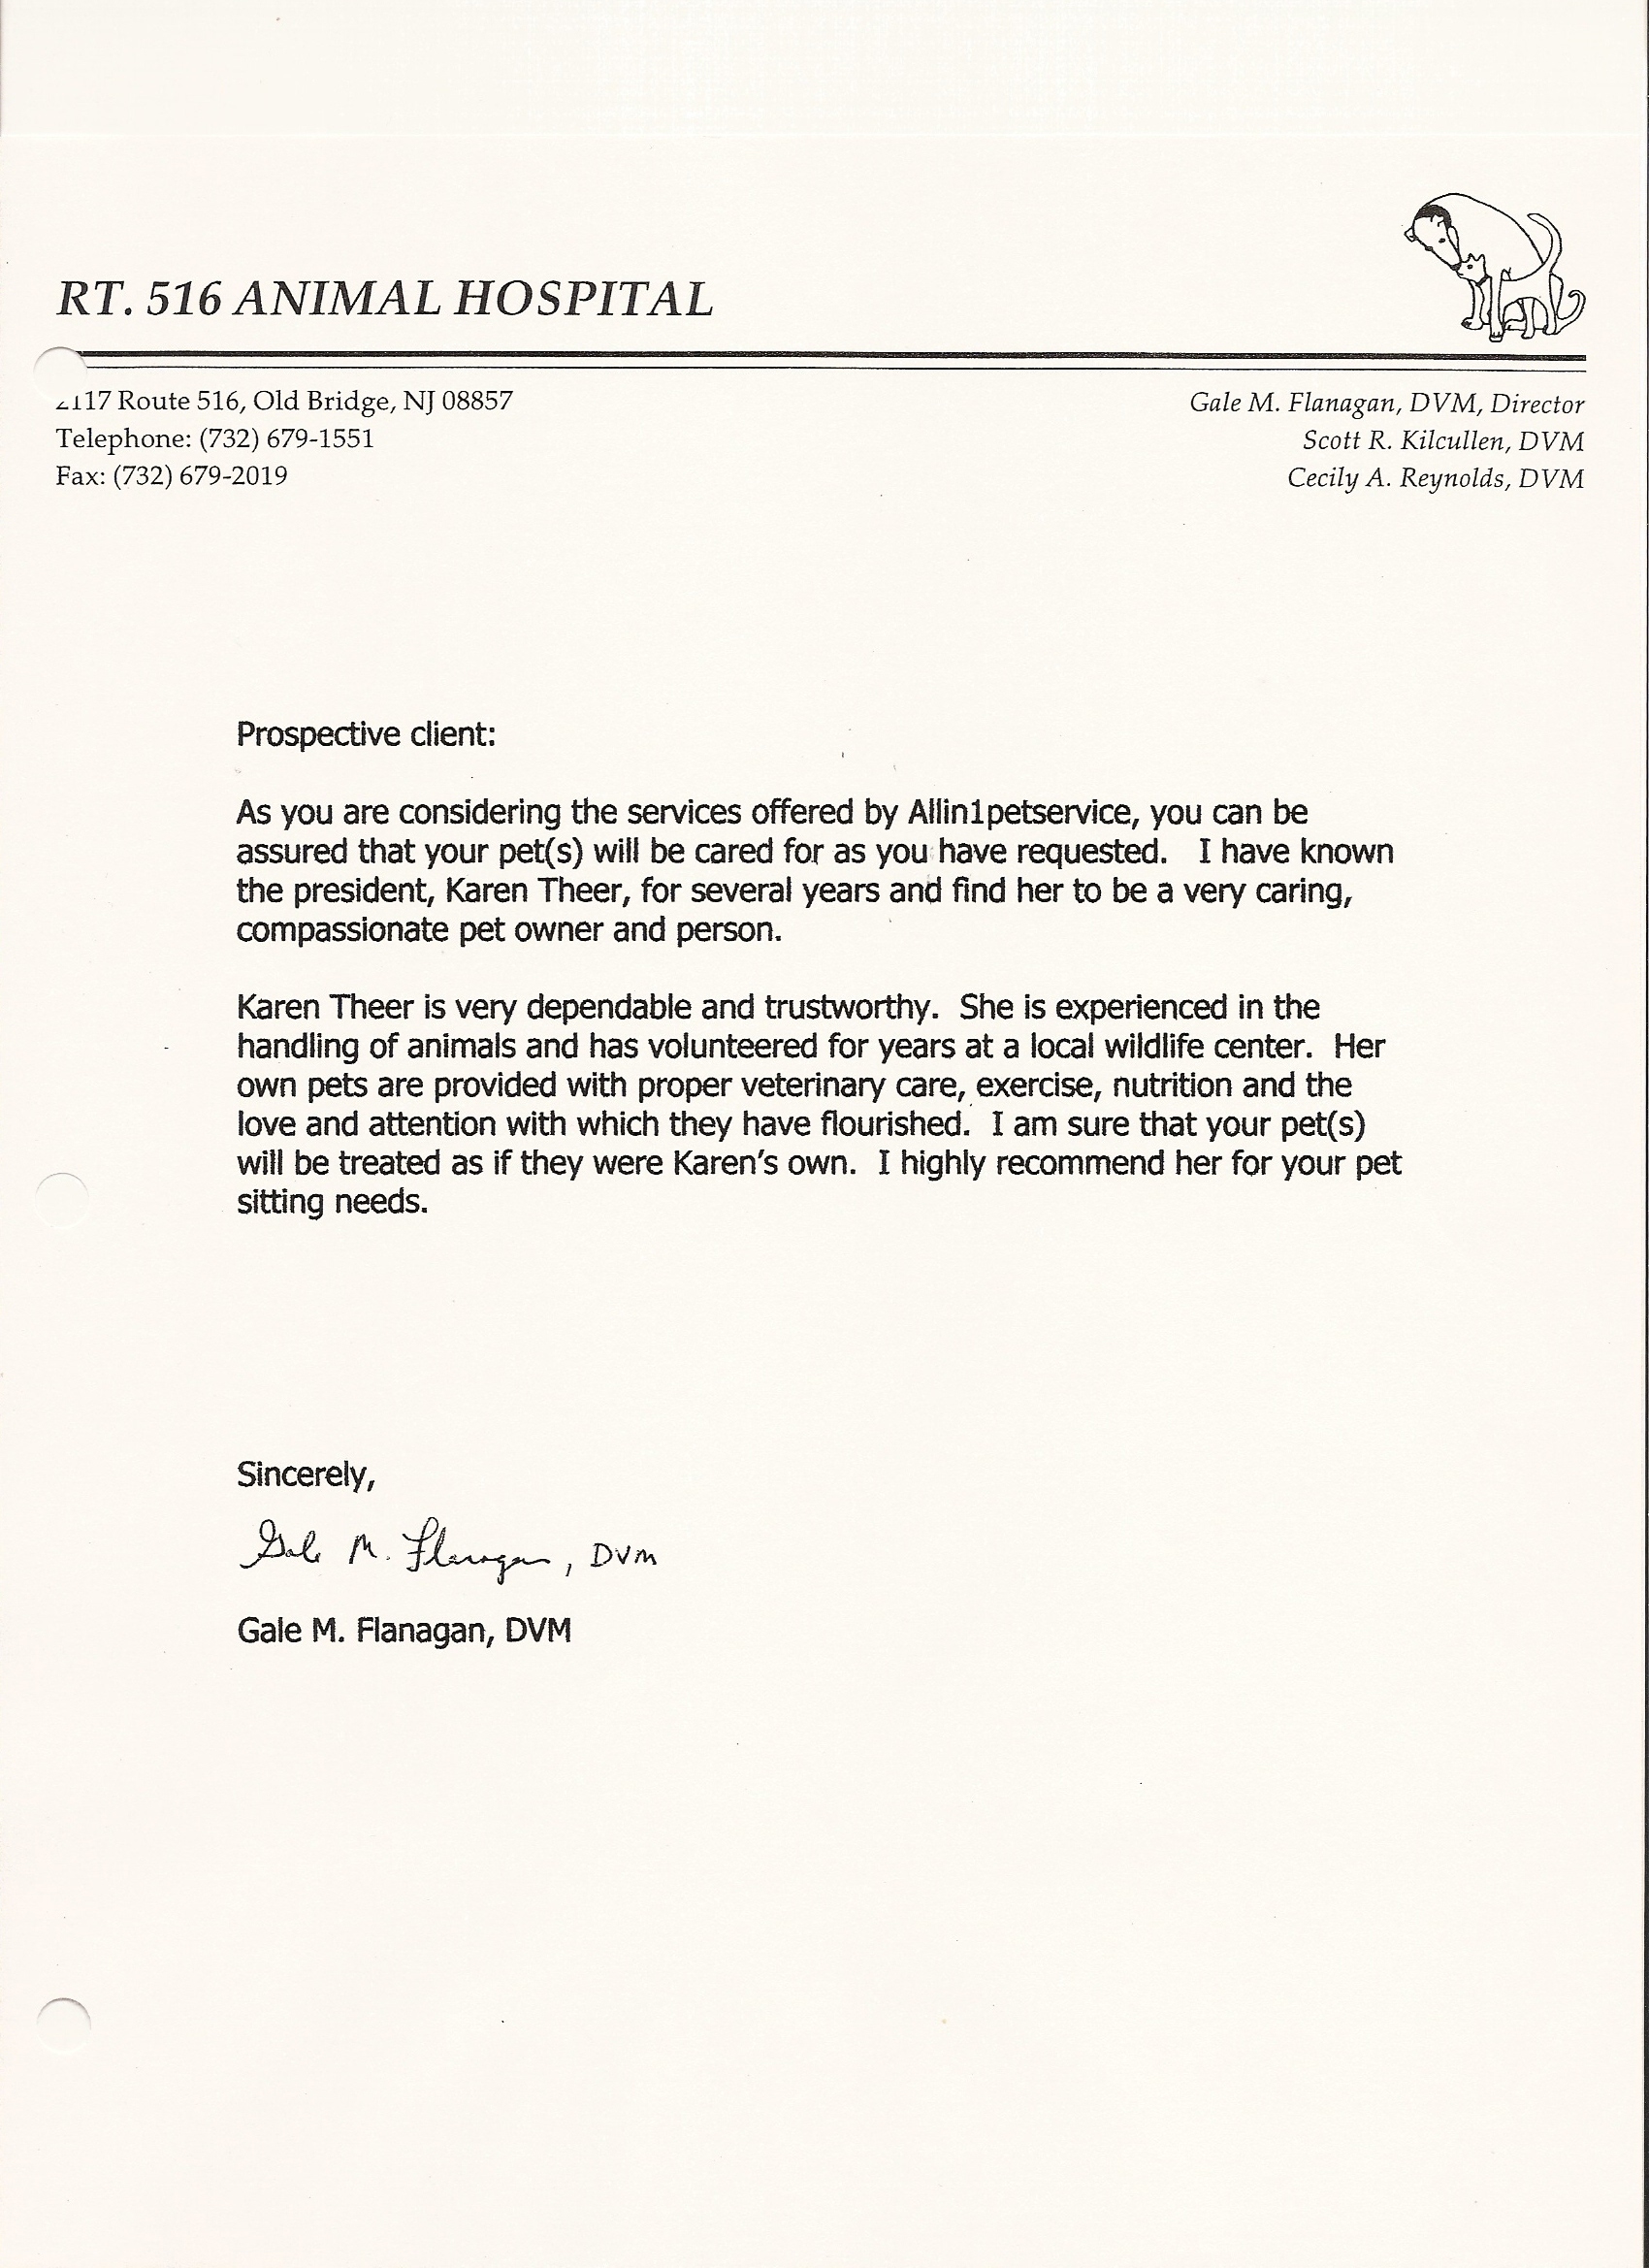 RT. 516 ANIMAL HOSPITAL
2117 Route 516, Old Bridge, NJ 08857
Telephone: (732) 679-1551
Fax: (732) 679-2019
Gale M. Flanagan, DVM, Director
Scott R. Kilcullen, DVM
Cecily A. Reynolds, DVM
Prospective client:
As you are considering the services offered by Allin1petservice, you can be
assured that your pet(s) will be cared for as you have requested.   I have known
the president, Karen Theer, for several years and find her to be a very caring,
compassionate pet owner and person.
Karen Theer is very dependable and trustworthy.  She is experienced in the
handling of animals and has volunteered for years at a local wildlife center.  Her
own pets are provided with proper veterinary care, exercise, nutrition and the
love and attention with which they have flourished.  I am sure that your pet(s)
will be treated as if they were Karen's own.  I highly recommend her for your pet
sitting needs.
Sincerely,
Gale M. Flanagan, DVM
Gale M. Flanagan, DVM